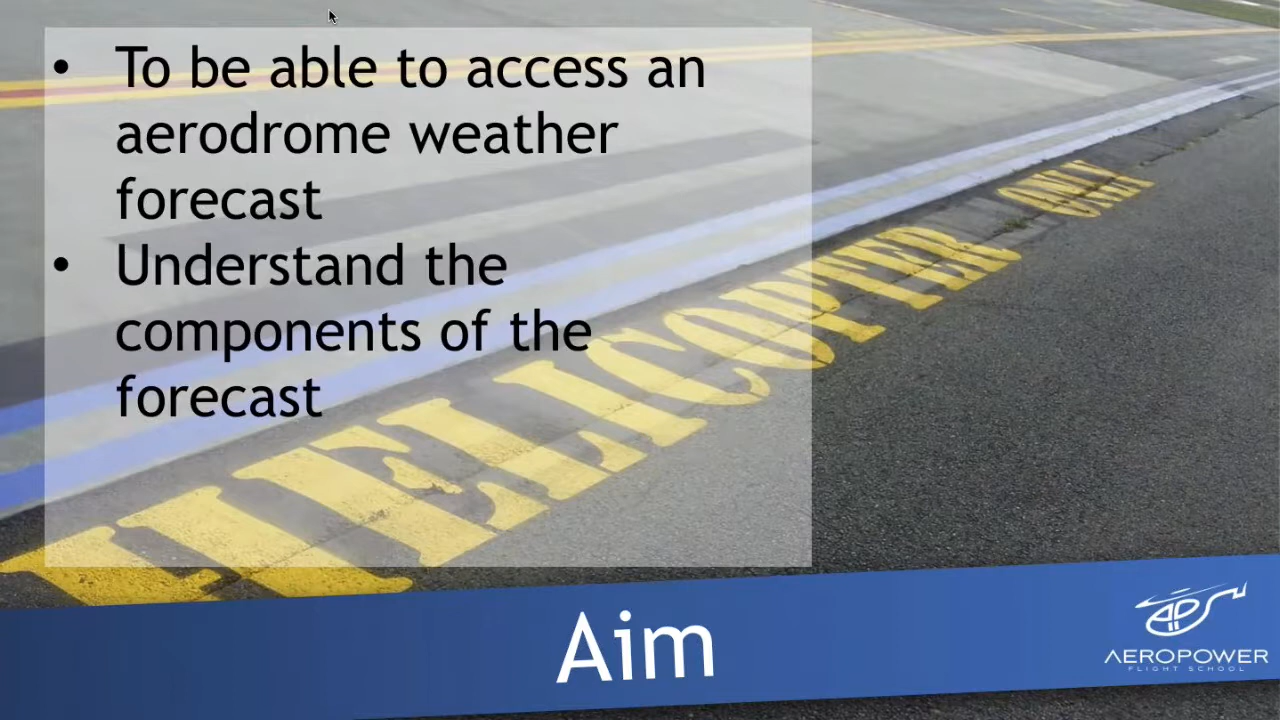 • To be able to access an
aerodrome weather
forecast
• Understand the
components of the
forecast
HELICOPTER ONLY
Aim
APS
AEROPOWER
FLIGHT SCHOOL